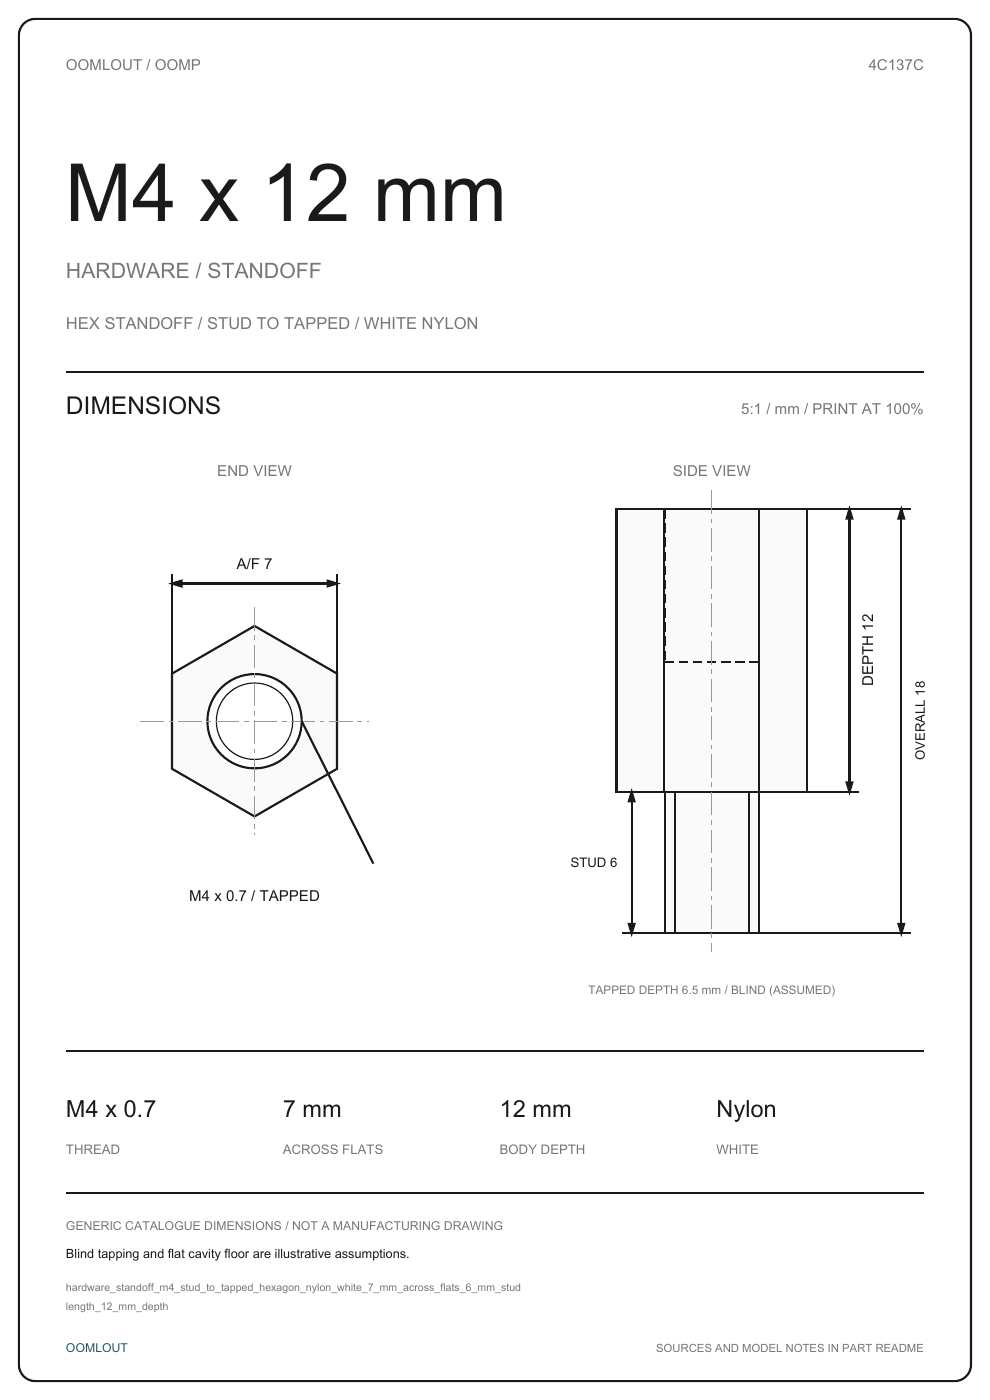 OOMLOUT / OOMP
4C137C
M4 x 12 mm
HARDWARE / STANDOFF
HEX STANDOFF / STUD TO TAPPED / WHITE NYLON
DIMENSIONS
5:1 / mm / PRINT AT 100%
END VIEW
SIDE VIEW
A/F 7
DEPTH 12
OVERALL 18
STUD 6
M4 x 0.7 / TAPPED
TAPPED DEPTH 6.5 mm / BLIND (ASSUMED)
M4 x 0.7
7 mm
12 mm
Nylon
THREAD
ACROSS FLATS
BODY DEPTH
WHITE
GENERIC CATALOGUE DIMENSIONS / NOT A MANUFACTURING DRAWING
Blind tapping and flat cavity floor are illustrative assumptions.
hardware_standoff_m4_stud_to_tapped_hexagon_nylon_white_7_mm_across_flats_6_mm_stud
length_12_mm_depth
OOMLOUT
SOURCES AND MODEL NOTES IN PART README